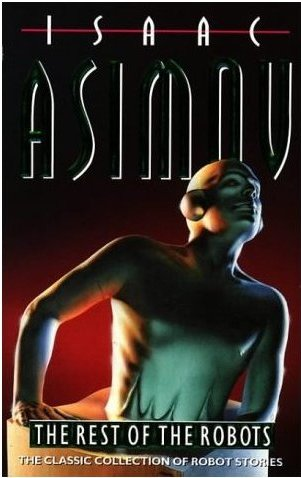 ISAAC
ASIMOV
THE REST OF THE ROBOTS
THE CLASSIC COLLECTION OF ROBOT STORIES